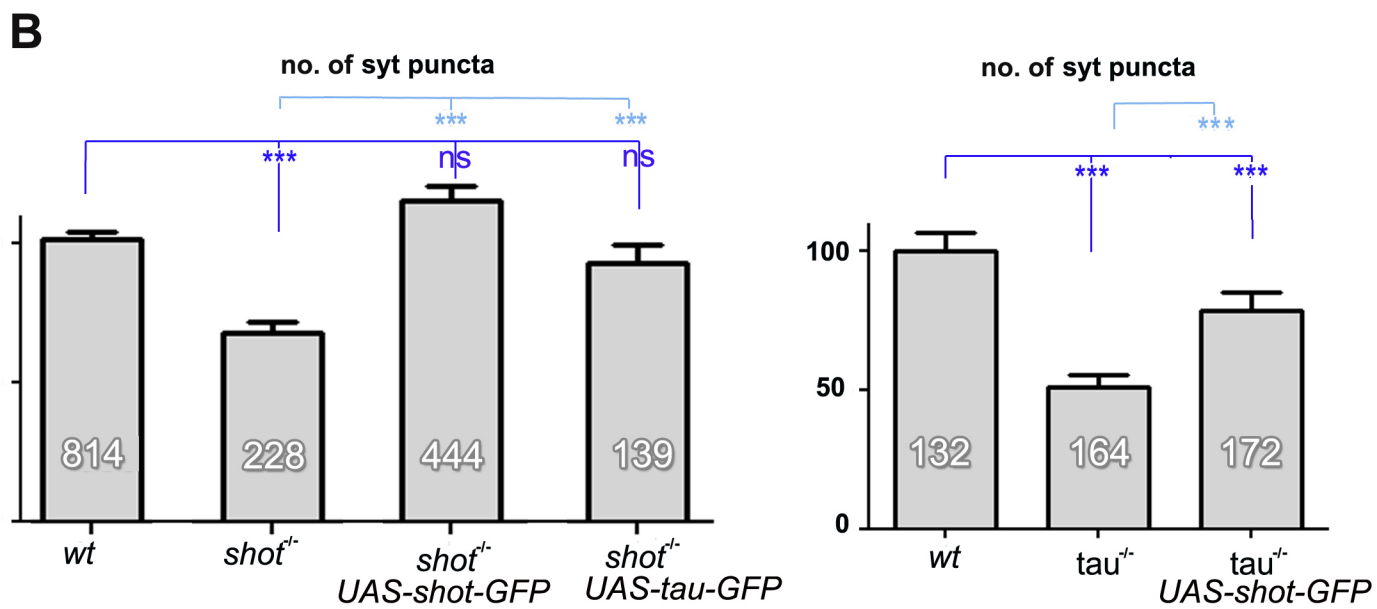 B
no. of syt puncta
*** ***
*** ns ns
814 228 444 139
wt shot-/- shot-/- shot-/-
UAS-shot-GFP UAS-tau-GFP
no. of syt puncta
***
*** ***
100
50
0
132 164 172
wt tau-/- tau-/-
UAS-shot-GFP